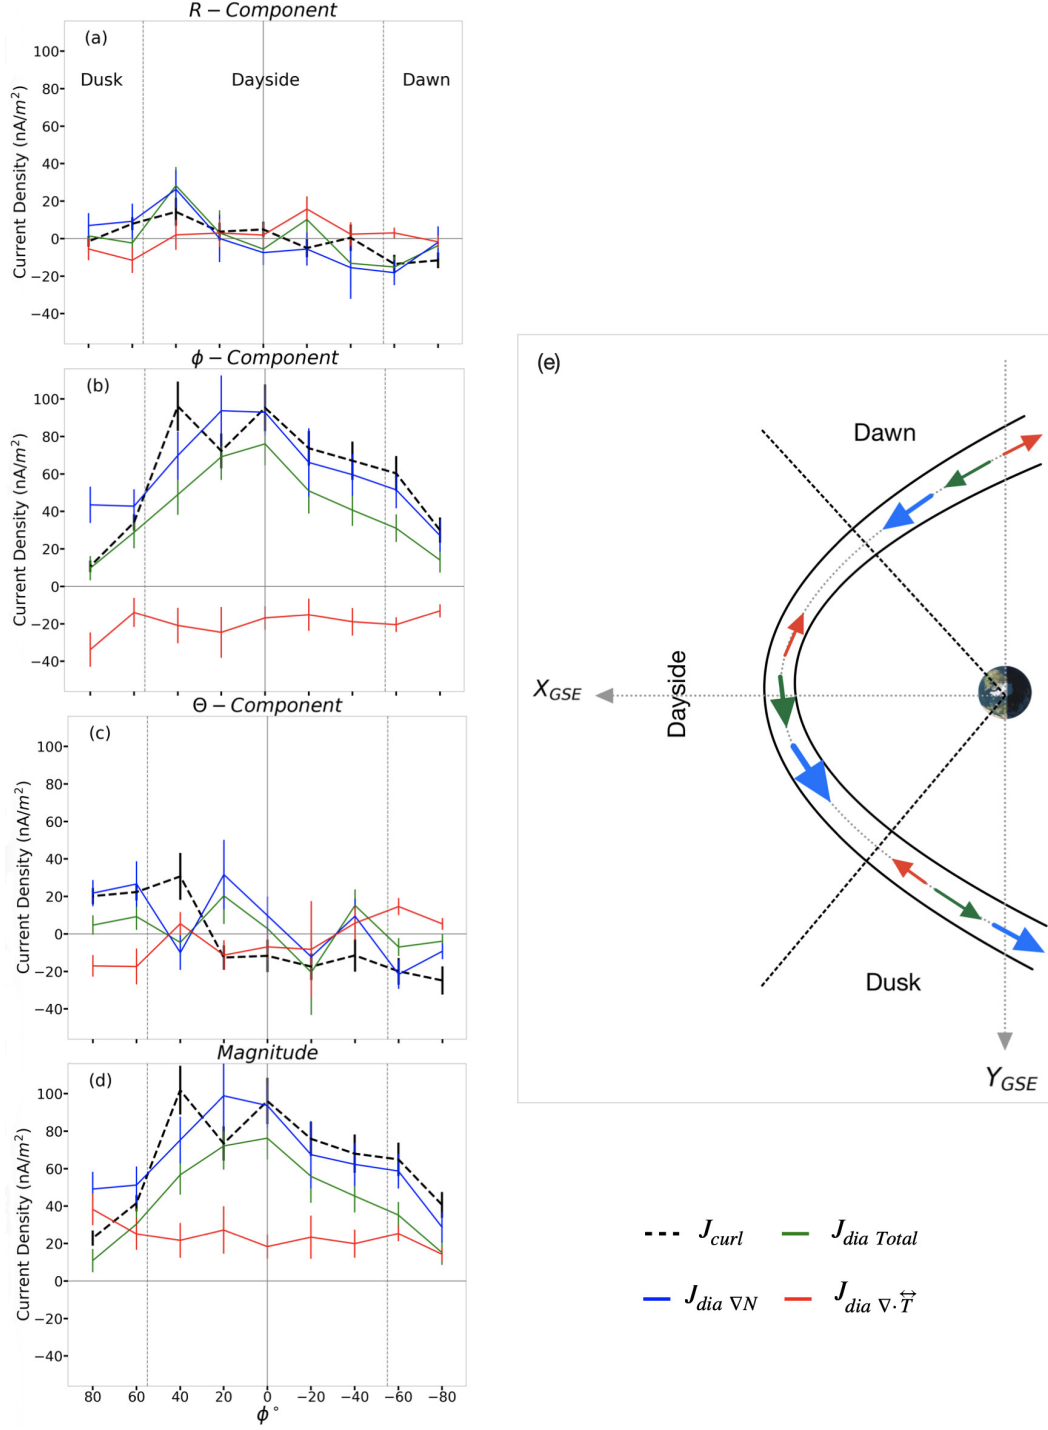 R − Component
(a)
Dusk Dayside Dawn
Current Density (nA/m²)
100
80
60
40
20
0
−20
−40
ϕ − Component
(b)
Current Density (nA/m²)
100
80
60
40
20
0
−20
−40
Θ − Component
(c)
Current Density (nA/m²)
100
80
60
40
20
0
−20
−40
Magnitude
(d)
Current Density (nA/m²)
100
80
60
40
20
0
−20
−40
80 60 40 20 0 −20 −40 −60 −80
ϕ°
(e)
Dawn
Dayside
X_GSE
Dusk
Y_GSE
J_curl
J_dia Total
J_dia ∇N
J_dia ∇·T⃡